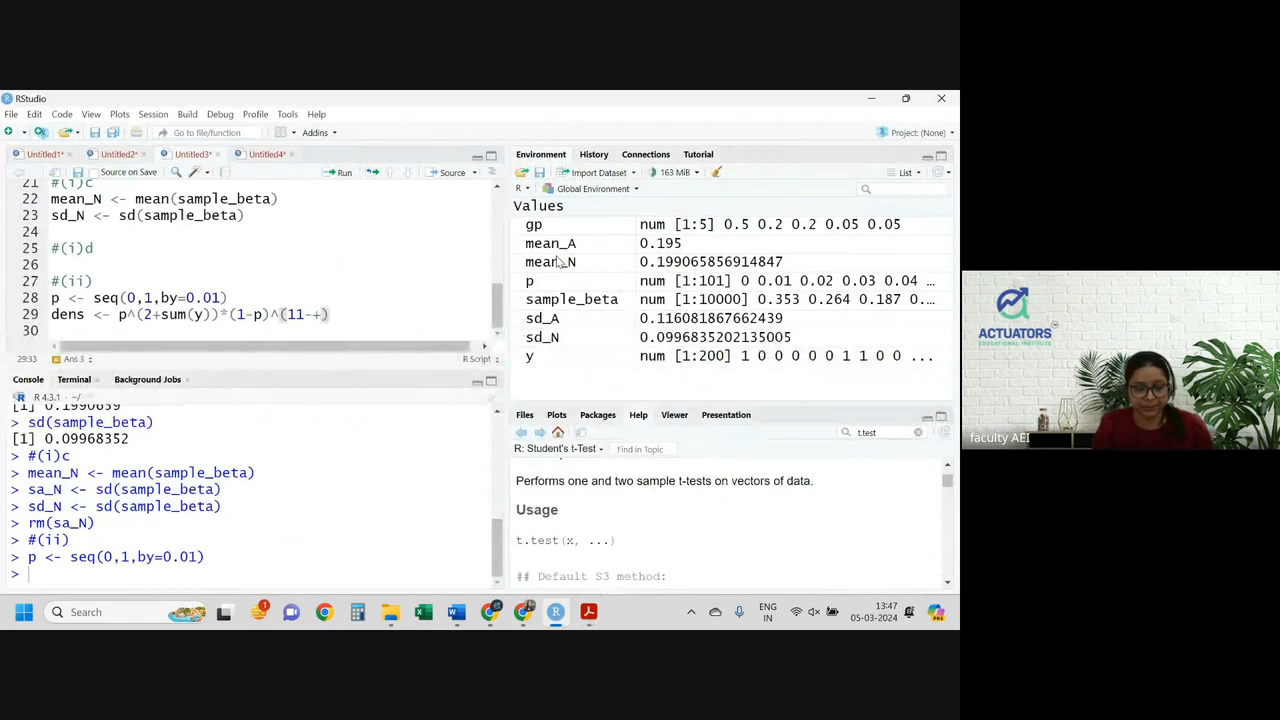 RStudio
File Edit Code View Plots Session Build Debug Profile Tools Help
Go to file/function Addins Project: (None)
Untitled1* Untitled2* Untitled3* Untitled4*
Source on Save Run Source
21 #(i)c
22 mean_N <- mean(sample_beta)
23 sd_N <- sd(sample_beta)
24
25 #(i)d
26
27 #(ii)
28 p <- seq(0,1,by=0.01)
29 dens <- p^(2+sum(y))*(1-p)^(11-+)
30
29:33 Ans:3 R Script
Console Terminal Background Jobs
R 4.3.1 · ~/
[1] 0.1990659
> sd(sample_beta)
[1] 0.09968352
> #(i)c
> mean_N <- mean(sample_beta)
> sa_N <- sd(sample_beta)
> sd_N <- sd(sample_beta)
> rm(sa_N)
> #(ii)
> p <- seq(0,1,by=0.01)
>
Environment History Connections Tutorial
Import Dataset 163 MiB List
R Global Environment
Values
gp num [1:5] 0.5 0.2 0.2 0.05 0.05
mean_A 0.195
mean_N 0.199065856914847
p num [1:101] 0 0.01 0.02 0.03 0.04 ...
sample_beta num [1:10000] 0.353 0.264 0.187 0...
sd_A 0.116081867662439
sd_N 0.0996835202135005
y num [1:200] 1 0 0 0 0 0 1 1 0 0 ...
Files Plots Packages Help Viewer Presentation
t.test
R: Student's t-Test Find in Topic
Performs one and two sample t-tests on vectors of data.
Usage
t.test(x, ...)
## Default S3 method:
Search
ENG
IN
13:47
05-03-2024
ACTUATORS
EDUCATIONAL INSTITUTE
faculty AEI